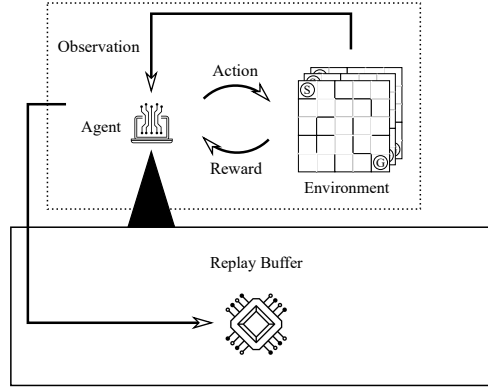 Observation
Action
S
Agent
Reward
G
Environment
Replay Buffer